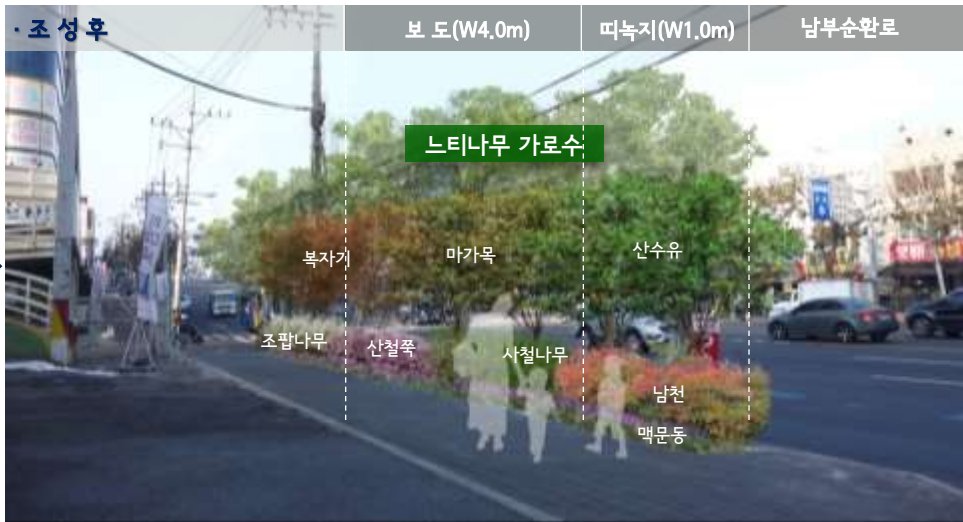 · 조 성 후
보 도(W4.0m)
띠녹지(W1.0m)
남부순환로
느티나무 가로수
복자기
마가목
산수유
조팝나무
산철쭉
사철나무
남천
맥문동